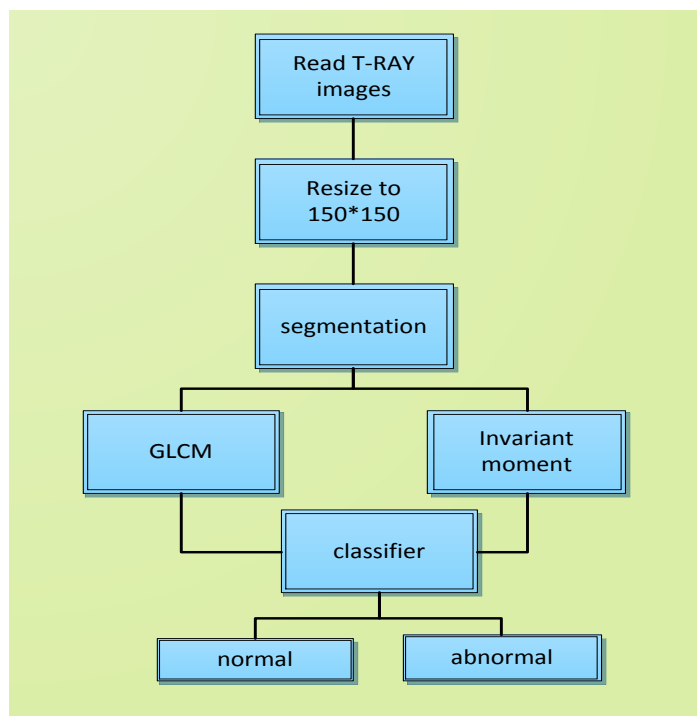 Read T-RAY
images
Resize to
150*150
segmentation
GLCM
Invariant
moment
classifier
normal
abnormal